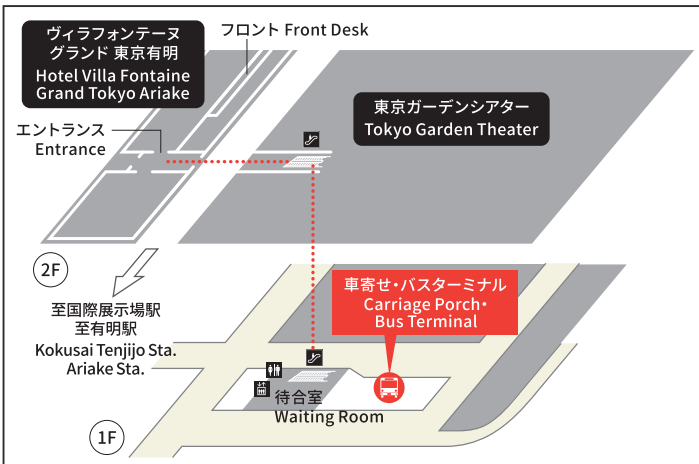 ヴィラフォンテーヌ
グランド 東京有明
Hotel Villa Fontaine
Grand Tokyo Ariake
フロント Front Desk
東京ガーデンシアター
Tokyo Garden Theater
エントランス
Entrance
2F
至国際展示場駅
至有明駅
Kokusai Tenjijo Sta.
Ariake Sta.
車寄せ・バスターミナル
Carriage Porch・
Bus Terminal
待合室
Waiting Room
1F